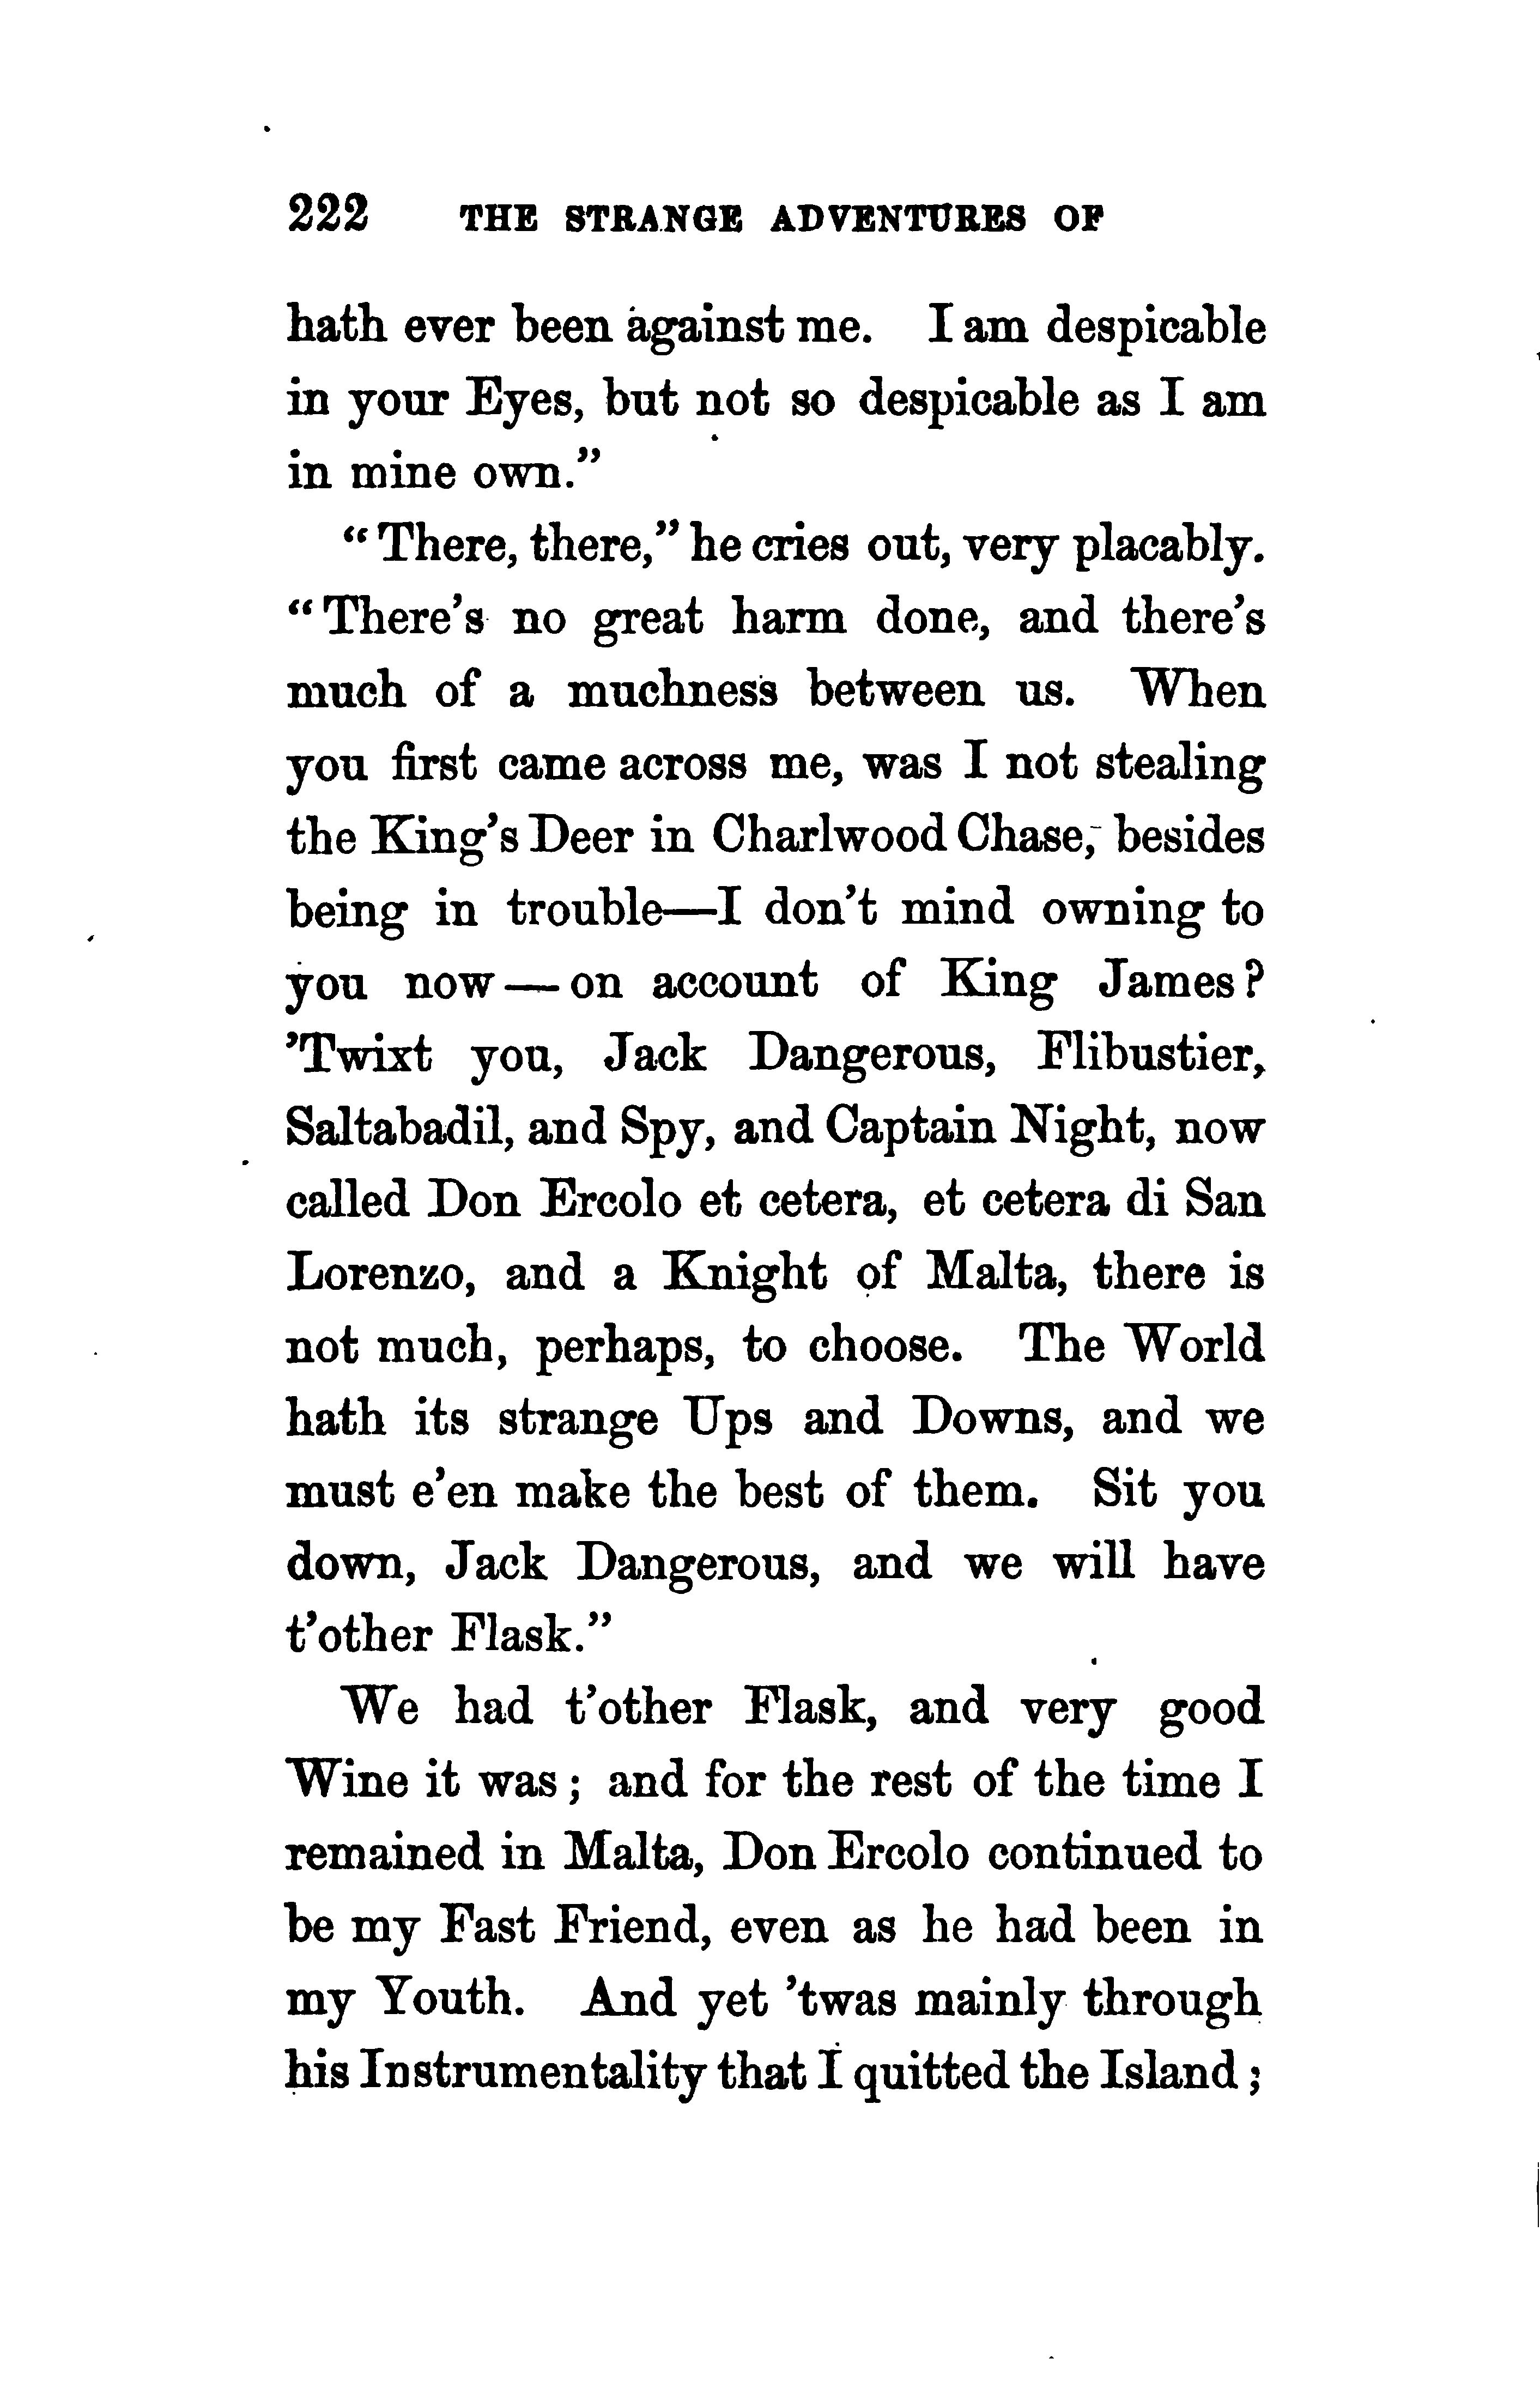 222 THE STRANGE ADVENTURES OF
hath ever been against me. I am despicable
in your Eyes, but not so despicable as I am
in mine own.”
“There, there,” he cries out, very placably.
“There’s no great harm done, and there’s
much of a muchness between us. When
you first came across me, was I not stealing
the King’s Deer in Charlwood Chase, besides
being in trouble—I don’t mind owning to
you now—on account of King James?
’Twixt you, Jack Dangerous, Flibustier,
Saltabadil, and Spy, and Captain Night, now
called Don Ercolo et cetera, et cetera di San
Lorenzo, and a Knight of Malta, there is
not much, perhaps, to choose. The World
hath its strange Ups and Downs, and we
must e’en make the best of them. Sit you
down, Jack Dangerous, and we will have
t’other Flask.”
We had t’other Flask, and very good
Wine it was; and for the rest of the time I
remained in Malta, Don Ercolo continued to
be my Fast Friend, even as he had been in
my Youth. And yet ’twas mainly through
his Instrumentality that I quitted the Island;